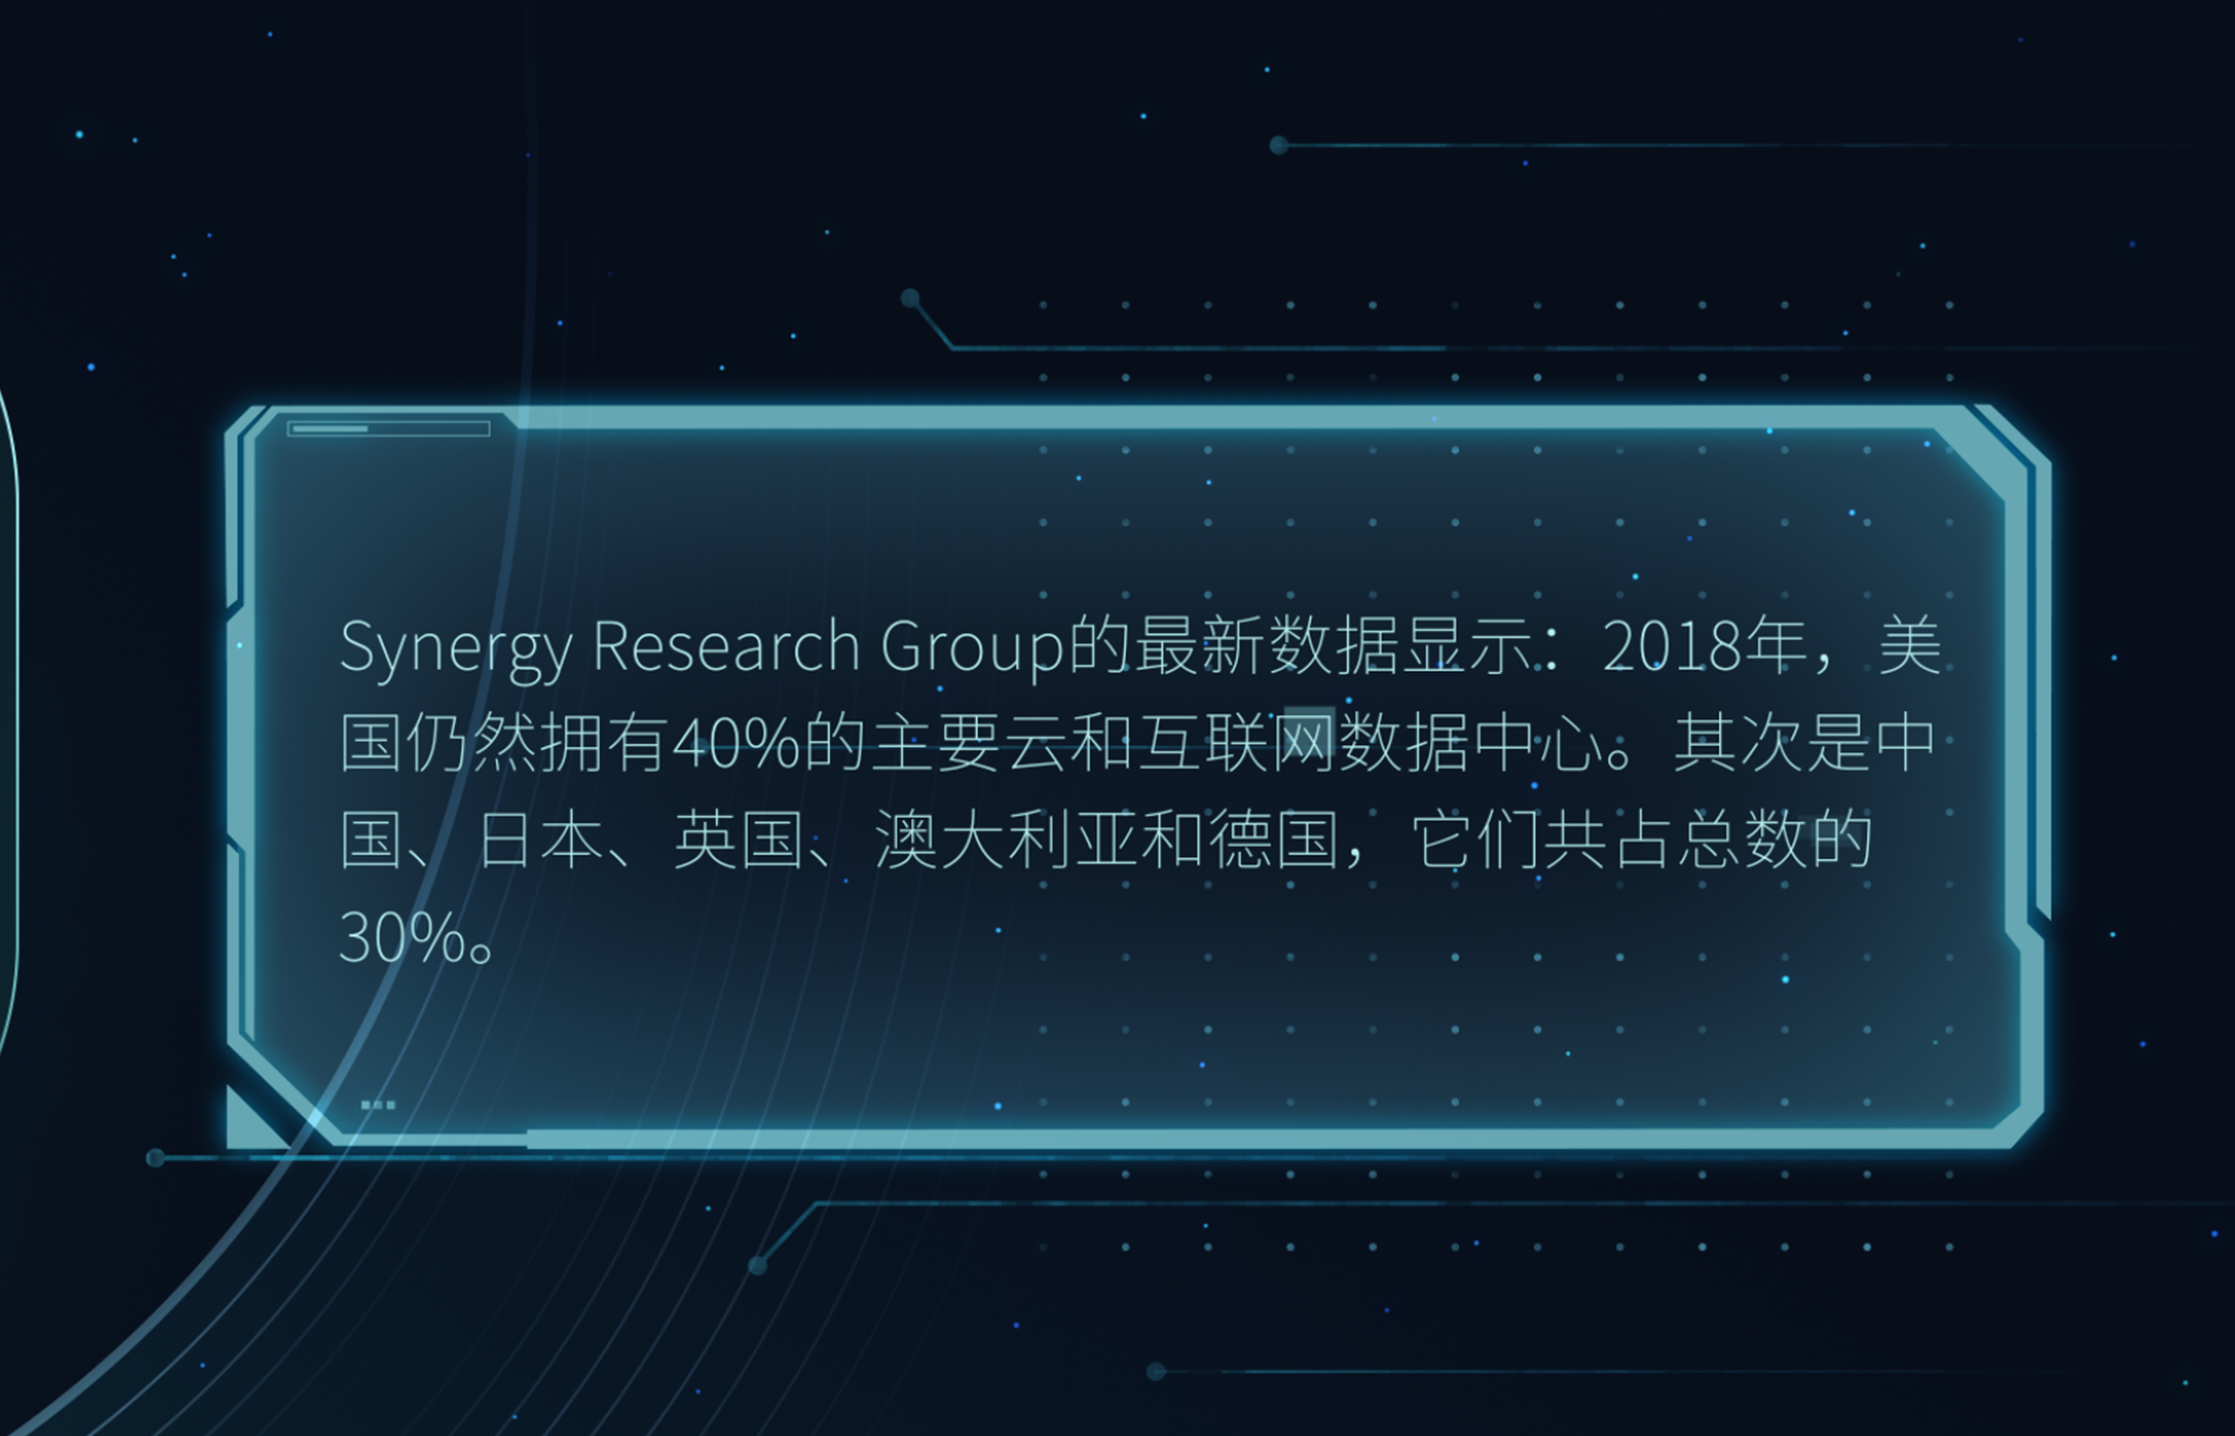 Synergy Research Group的最新数据显示：2018年，美
国仍然拥有40%的主要云和互联网数据中心。其次是中
国、日本、英国、澳大利亚和德国，它们共占总数的
30%。